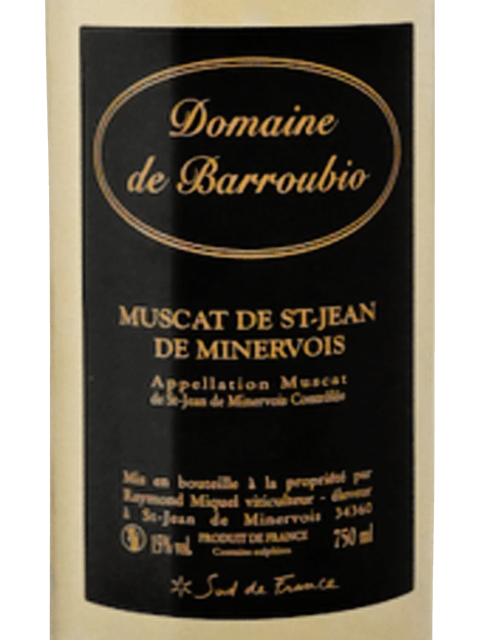 Domaine
de Barroubio
MUSCAT DE ST-JEAN
DE MINERVOIS
Appellation Muscat
de St-Jean de Minervois Contrôlée
Mis en bouteille à la propriété par
Raymond Miquel viticulteur - éleveur
à St-Jean de Minervois 34360
15% vol. PRODUIT DE FRANCE 750 ml
Contains sulphites
Sud de France